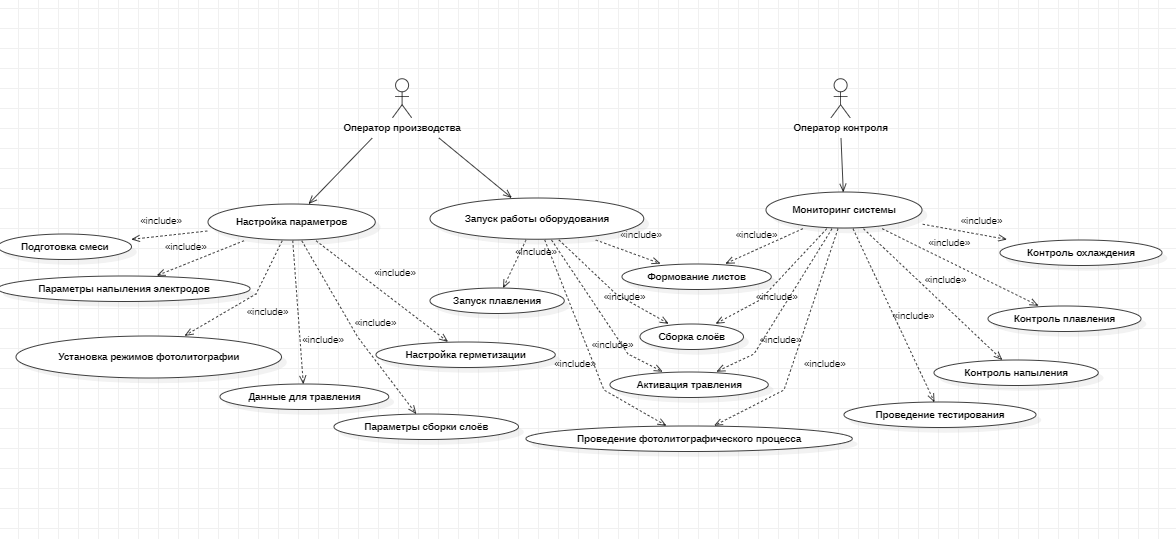 Оператор производства
Оператор контроля
Настройка параметров
Запуск работы оборудования
Мониторинг системы
«include»
«include»
«include»
«include»
«include»
«include»
Подготовка смеси
«include»
«include»
«include»
Контроль охлаждения
Параметры напыления электродов
«include»
Формование листов
«include»
Запуск плавления
«include»
«include»
Контроль плавления
«include»
«include»
«include»
Сборка слоёв
«include»
«include»
«include»
Установка режимов фотолитографии
Настройка герметизации
«include»
«include»
Контроль напыления
Активация травления
Данные для травления
Проведение тестирования
Параметры сборки слоёв
Проведение фотолитографического процесса